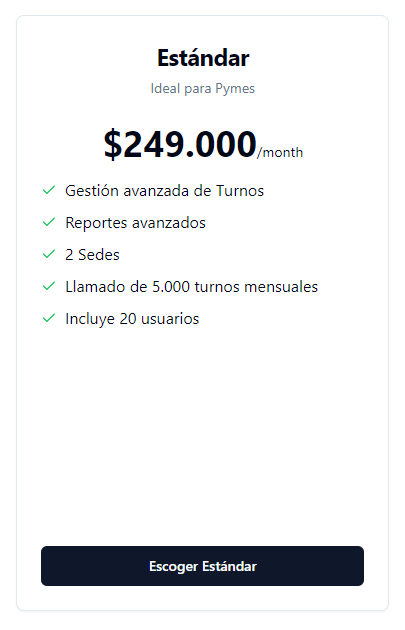 Estándar
Ideal para Pymes
$249.000/month
Gestión avanzada de Turnos
Reportes avanzados
2 Sedes
Llamado de 5.000 turnos mensuales
Incluye 20 usuarios
Escoger Estándar